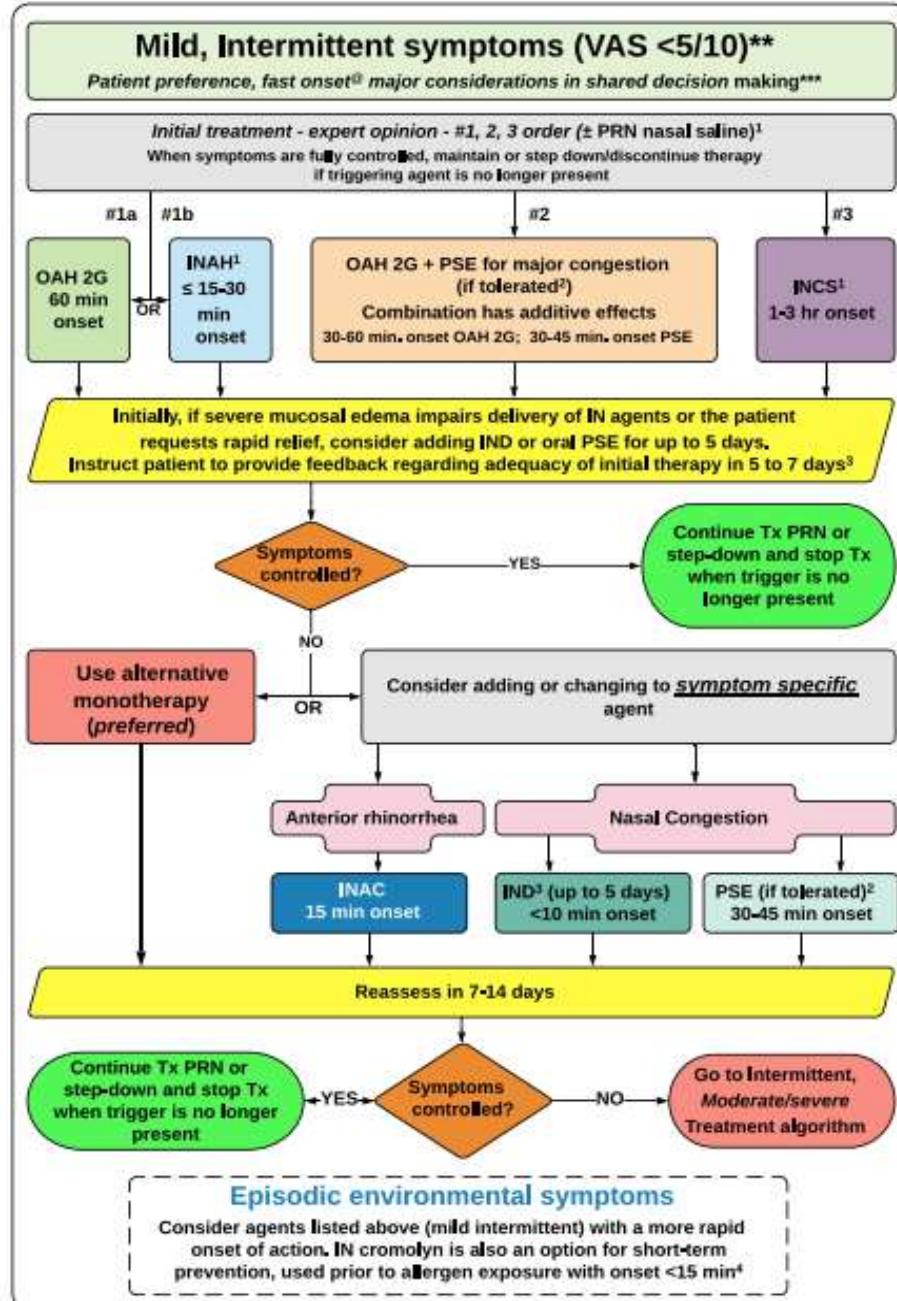 Mild, Intermittent symptoms (VAS <5/10)**
Patient preference, fast onset@ major considerations in shared decision making***
Initial treatment - expert opinion - #1, 2, 3 order (± PRN nasal saline)¹
When symptoms are fully controlled, maintain or step down/discontinue therapy
if triggering agent is no longer present
#1a
#1b
#2
#3
OAH 2G
60 min
onset
OR
INAH¹
≤ 15-30
min
onset
OAH 2G + PSE for major congestion
(if tolerated²)
Combination has additive effects
30-60 min. onset OAH 2G; 30-45 min. onset PSE
INCS¹
1-3 hr onset
Initially, if severe mucosal edema impairs delivery of IN agents or the patient
requests rapid relief, consider adding IND or oral PSE for up to 5 days.
Instruct patient to provide feedback regarding adequacy of initial therapy in 5 to 7 days³
Symptoms
controlled?
YES
Continue Tx PRN or
step-down and stop Tx
when trigger is no
longer present
NO
Use alternative
monotherapy
(preferred)
OR
Consider adding or changing to symptom specific
agent
Anterior rhinorrhea
Nasal Congestion
INAC
15 min onset
IND³ (up to 5 days)
<10 min onset
PSE (if tolerated)²
30-45 min onset
Reassess in 7-14 days
Continue Tx PRN or
step-down and stop Tx
when trigger is no longer
present
YES
Symptoms
controlled?
NO
Go to Intermittent,
Moderate/severe
Treatment algorithm
Episodic environmental symptoms
Consider agents listed above (mild intermittent) with a more rapid
onset of action. IN cromolyn is also an option for short-term
prevention, used prior to allergen exposure with onset <15 min⁴